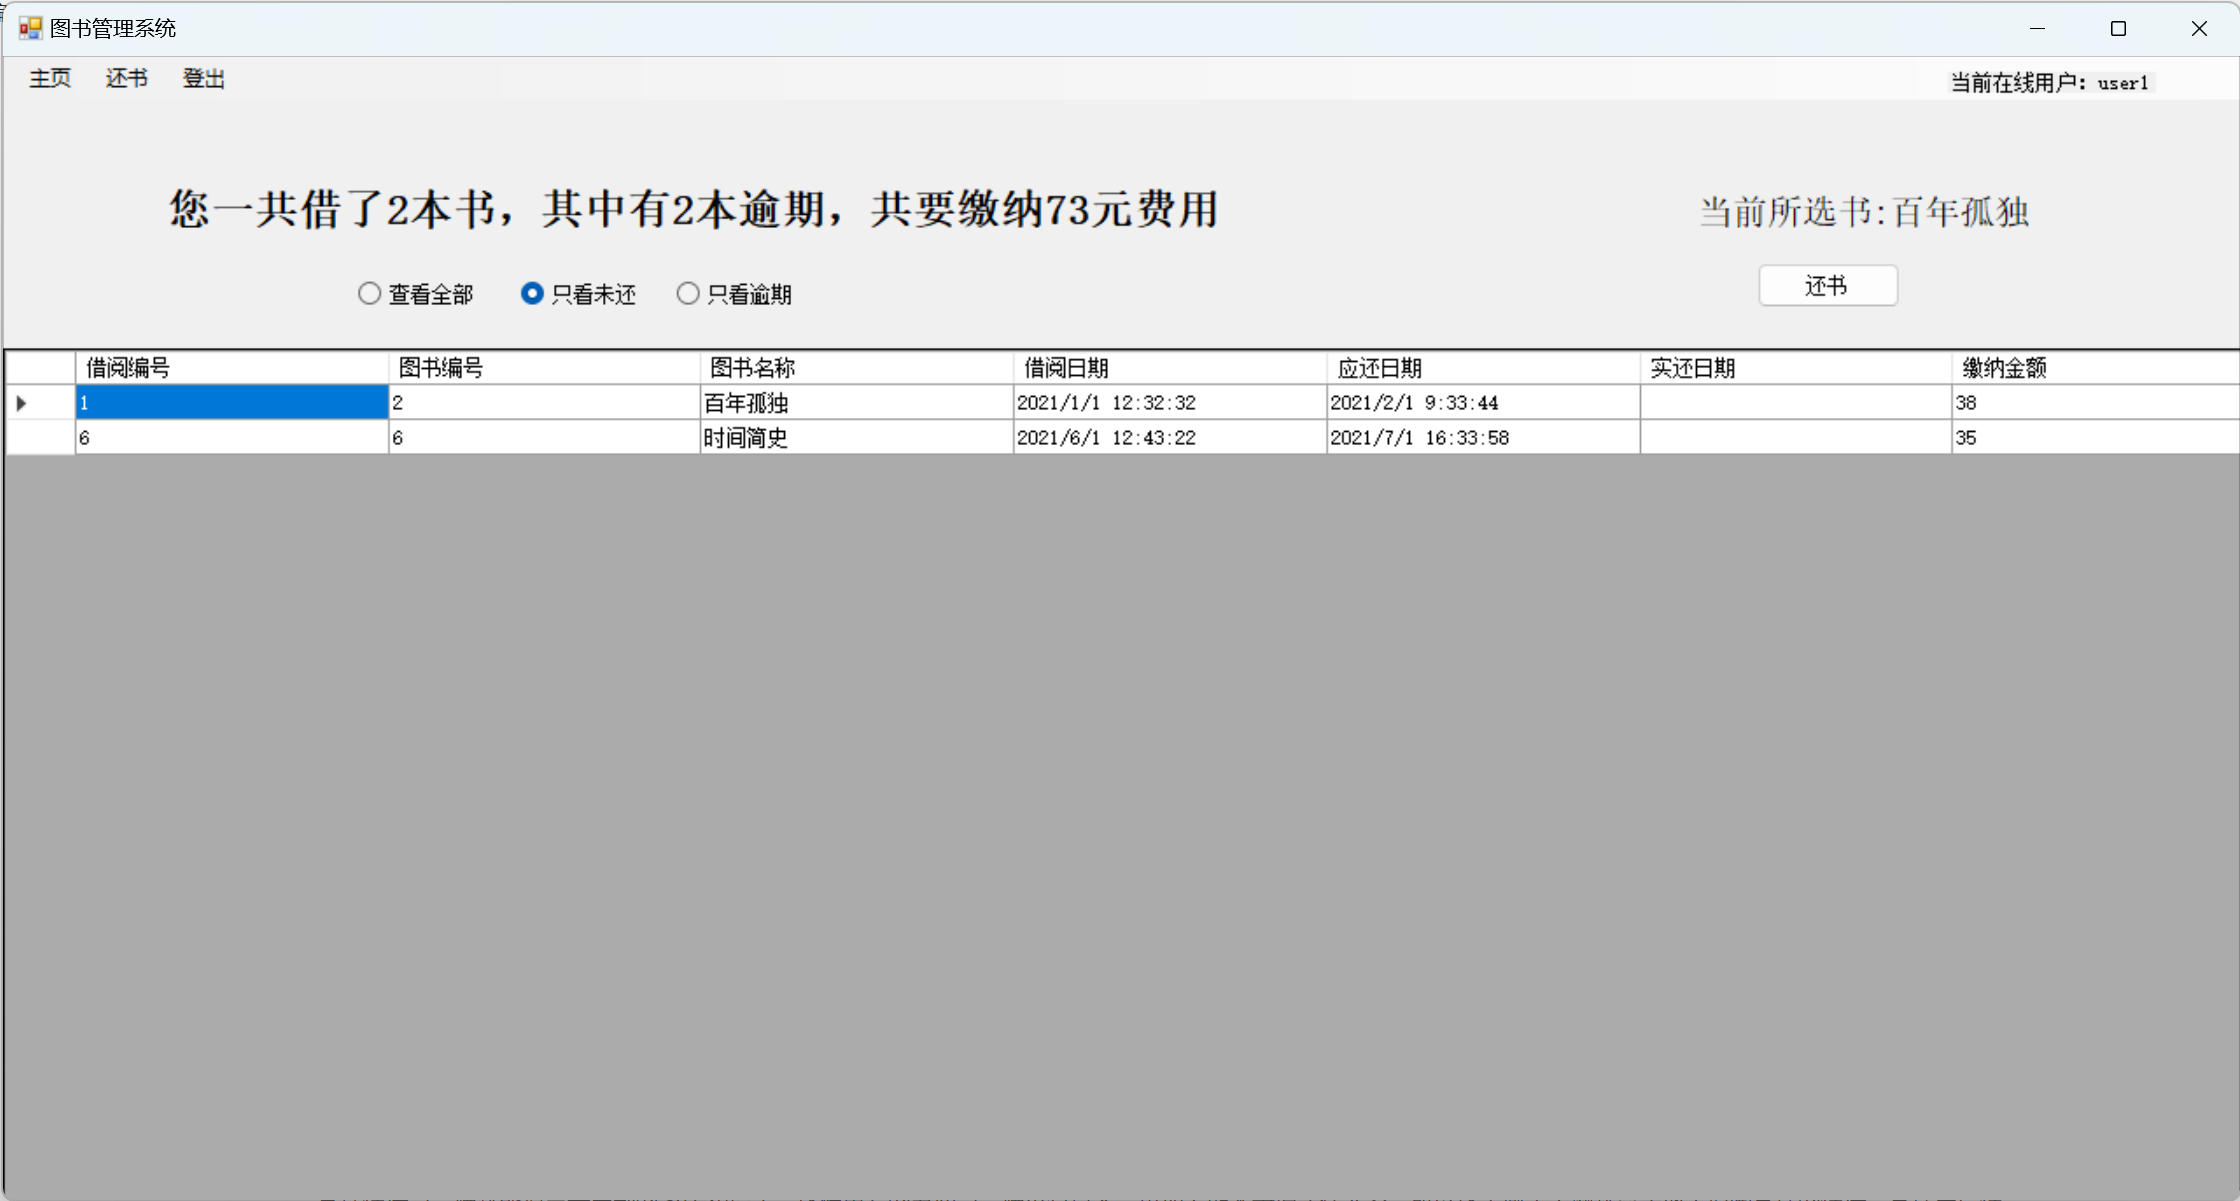 图书管理系统
主页 还书 登出 当前在线用户：user1
您一共借了2本书，其中有2本逾期，共要缴纳73元费用
当前所选书:百年孤独
查看全部 只看未还 只看逾期
还书
借阅编号 图书编号 图书名称 借阅日期 应还日期 实还日期 缴纳金额
1 2 百年孤独 2021/1/1 12:32:32 2021/2/1 9:33:44 38
6 6 时间简史 2021/6/1 12:43:22 2021/7/1 16:33:58 35